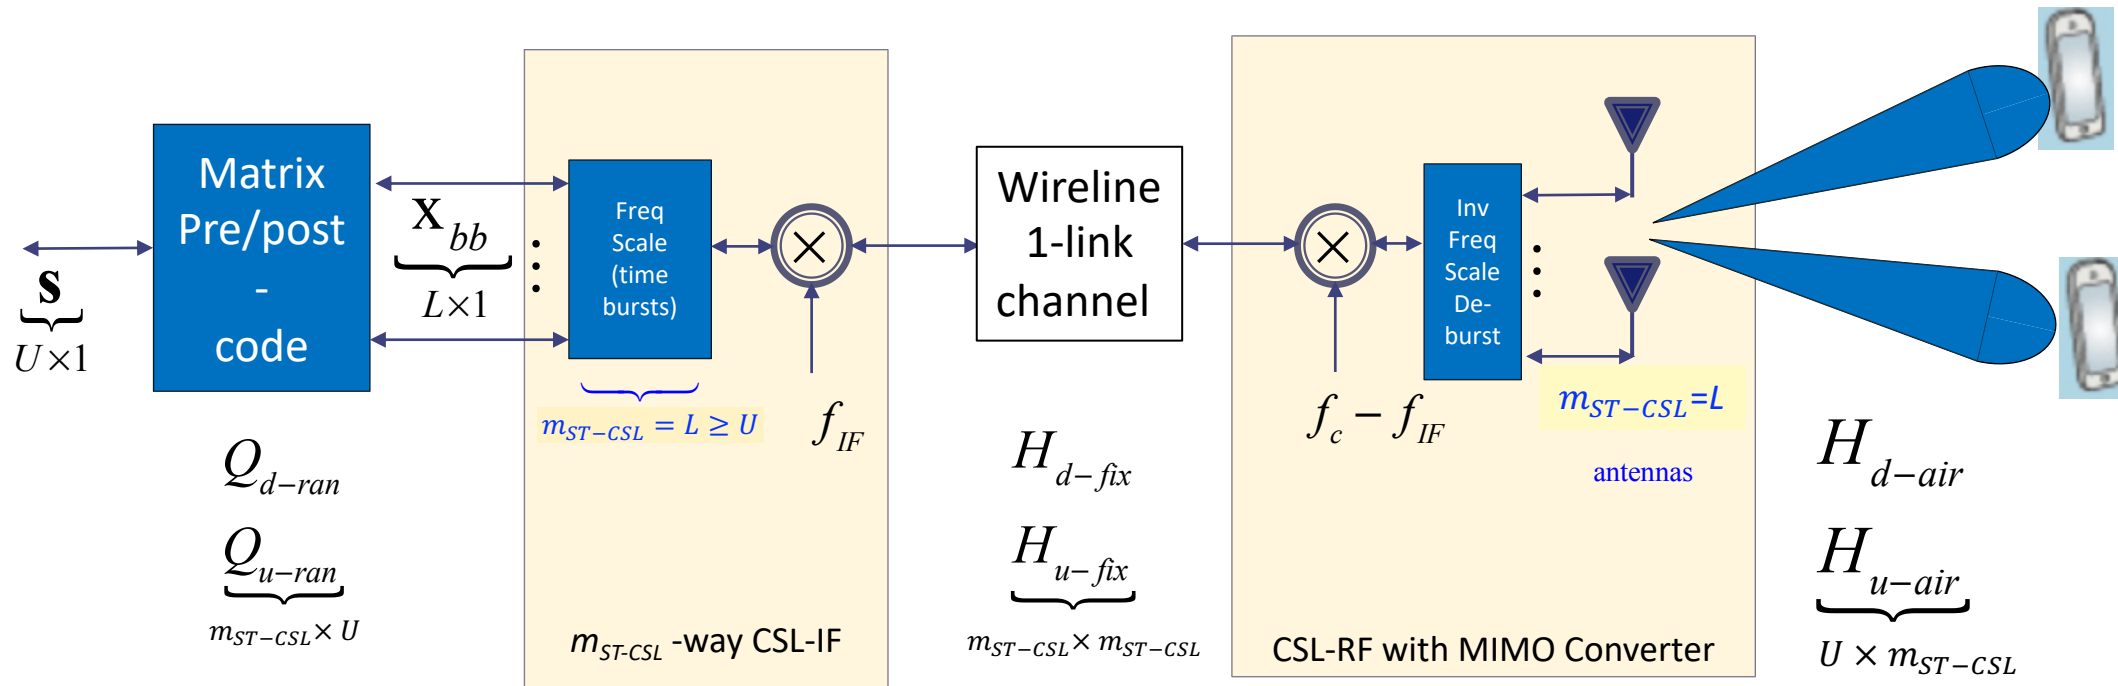 s
U×1
Matrix
Pre/post
-
code
X_bb
L×1
Freq
Scale
(time
bursts)
m_ST−CSL = L ≥ U
f_IF
m_ST-CSL -way CSL-IF
Wireline
1-link
channel
f_c − f_IF
Inv
Freq
Scale
De-
burst
m_ST−CSL=L
antennas
CSL-RF with MIMO Converter
Q_d−ran
Q_u−ran
m_ST−CSL × U
H_d−fix
H_u−fix
m_ST−CSL × m_ST−CSL
H_d−air
H_u−air
U × m_ST−CSL